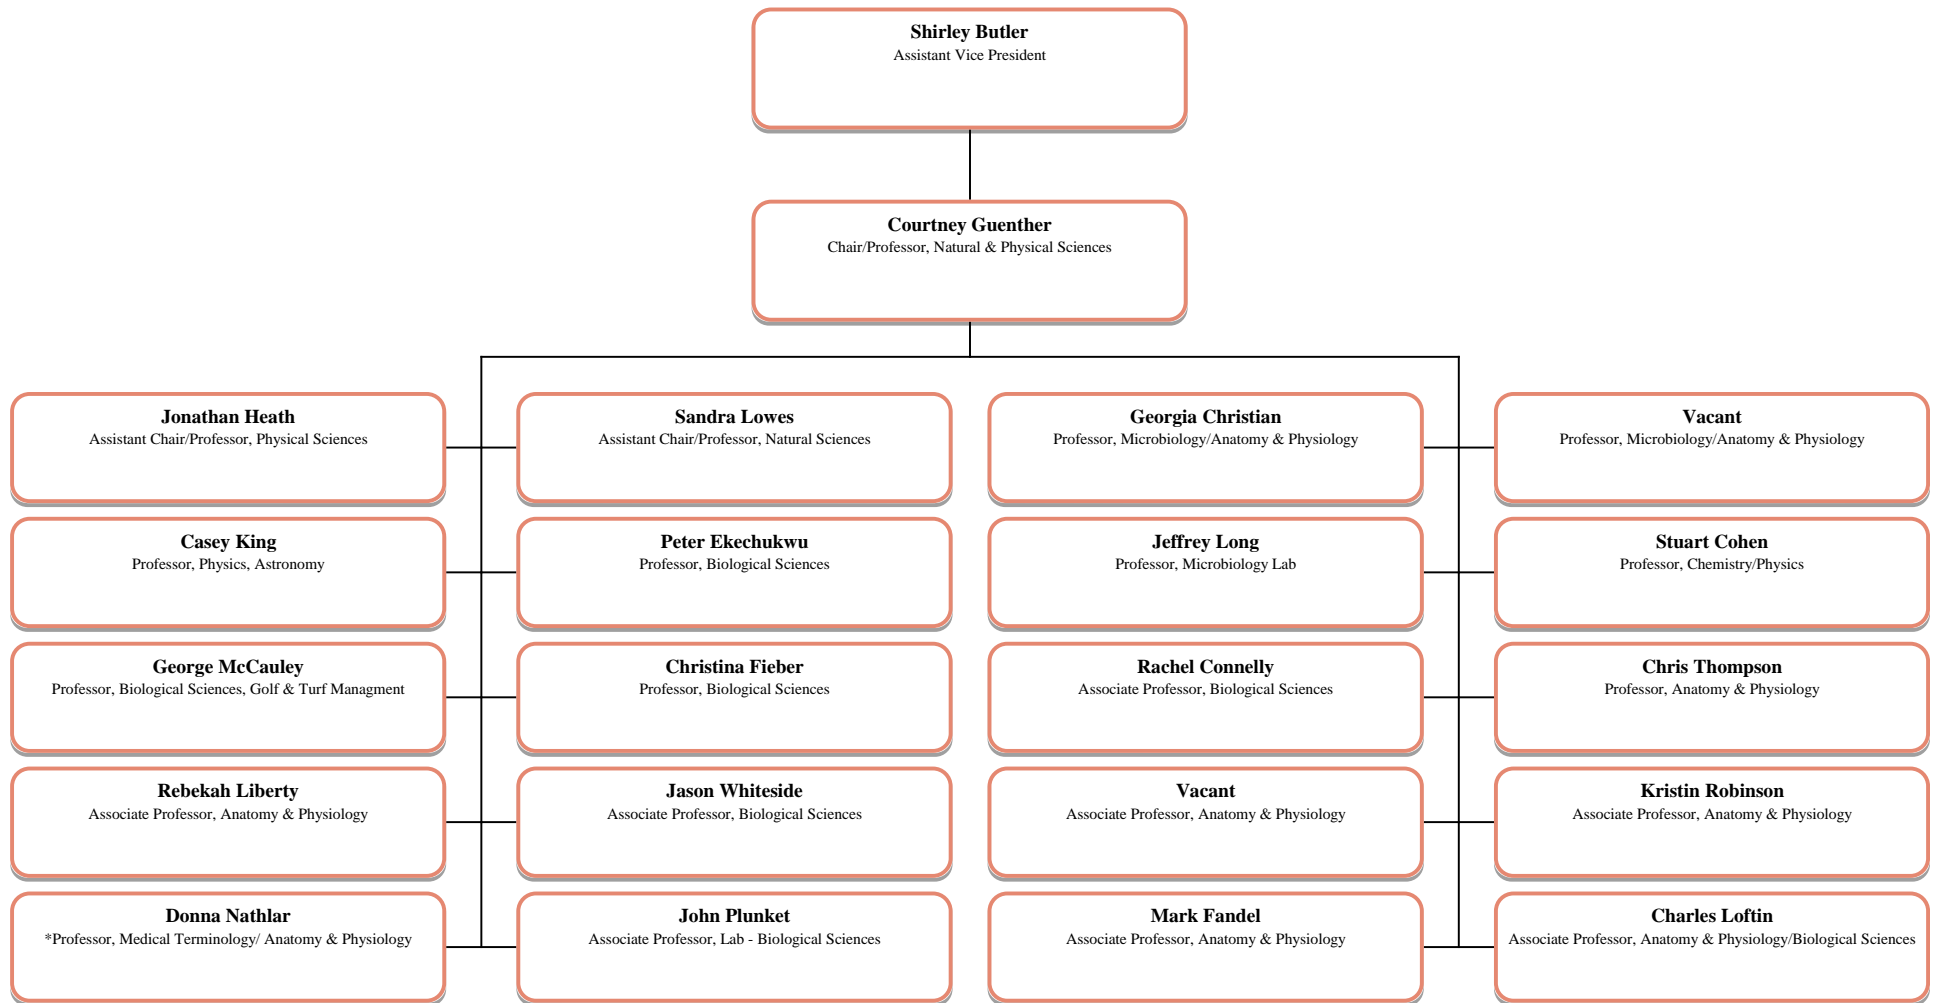 Shirley Butler
Assistant Vice President
Courtney Guenther
Chair/Professor, Natural & Physical Sciences
Jonathan Heath
Assistant Chair/Professor, Physical Sciences
Sandra Lowes
Assistant Chair/Professor, Natural Sciences
Georgia Christian
Professor, Microbiology/Anatomy & Physiology
Vacant
Professor, Microbiology/Anatomy & Physiology
Casey King
Professor, Physics, Astronomy
Peter Ekechukwu
Professor, Biological Sciences
Jeffrey Long
Professor, Microbiology Lab
Stuart Cohen
Professor, Chemistry/Physics
George McCauley
Professor, Biological Sciences, Golf & Turf Managment
Christina Fieber
Professor, Biological Sciences
Rachel Connelly
Associate Professor, Biological Sciences
Chris Thompson
Professor, Anatomy & Physiology
Rebekah Liberty
Associate Professor, Anatomy & Physiology
Jason Whiteside
Associate Professor, Biological Sciences
Vacant
Associate Professor, Anatomy & Physiology
Kristin Robinson
Associate Professor, Anatomy & Physiology
Donna Nathlar
*Professor, Medical Terminology/ Anatomy & Physiology
John Plunket
Associate Professor, Lab - Biological Sciences
Mark Fandel
Associate Professor, Anatomy & Physiology
Charles Loftin
Associate Professor, Anatomy & Physiology/Biological Sciences